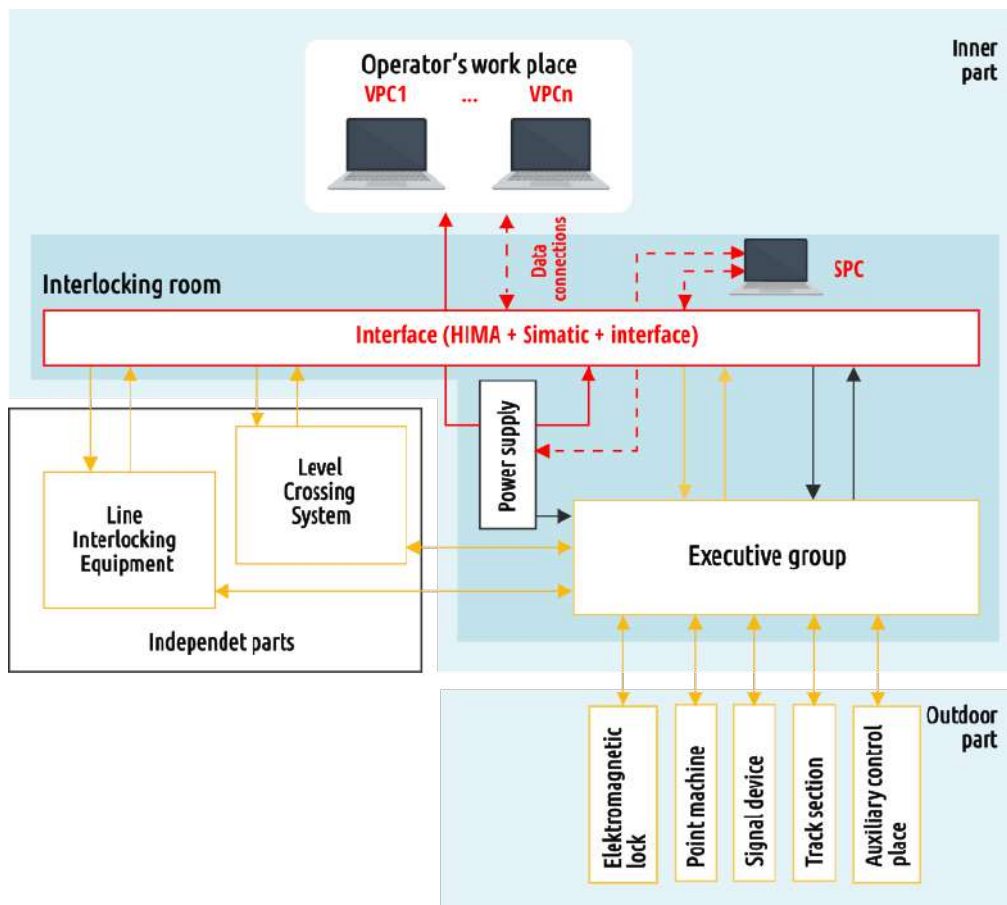 Inner
part
Operator's work place
VPC1 ... VPCn
Data
connections
SPC
Interlocking room
Interface (HIMA + Simatic + interface)
Power supply
Level
Crossing
System
Line
Interlocking
Equipment
Executive group
Independet parts
Outdoor
part
Elektromagnetic
lock
Point machine
Signal device
Track section
Auxiliary control
place